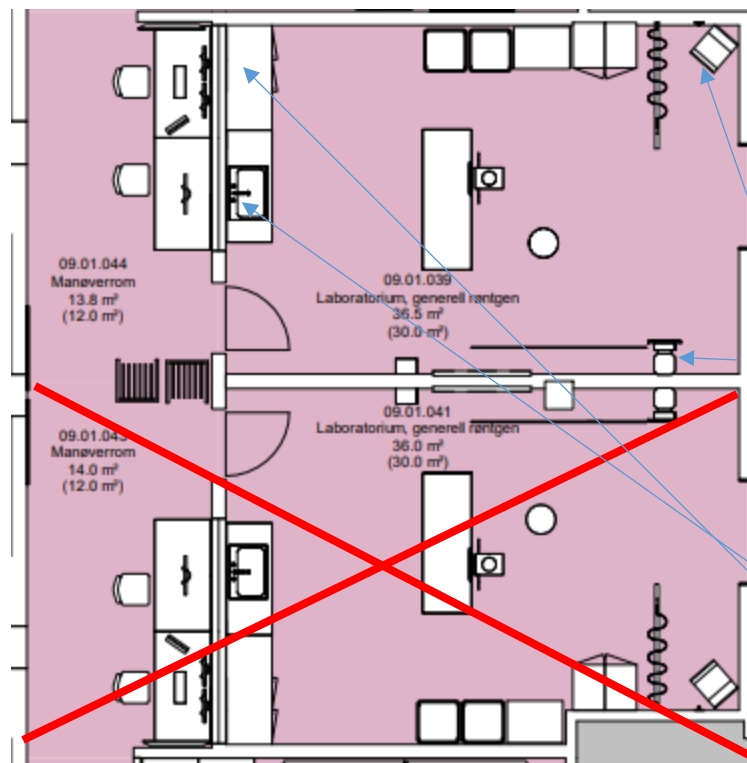 09.01.044
Manøverrom
13.8 m²
(12.0 m²)
09.01.039
Laboratorium, generell røntgen
36.5 m²
(30.0 m²)
09.01.043
Manøverrom
14.0 m²
(12.0 m²)
09.01.041
Laboratorium, generell røntgen
36.0 m²
(30.0 m²)